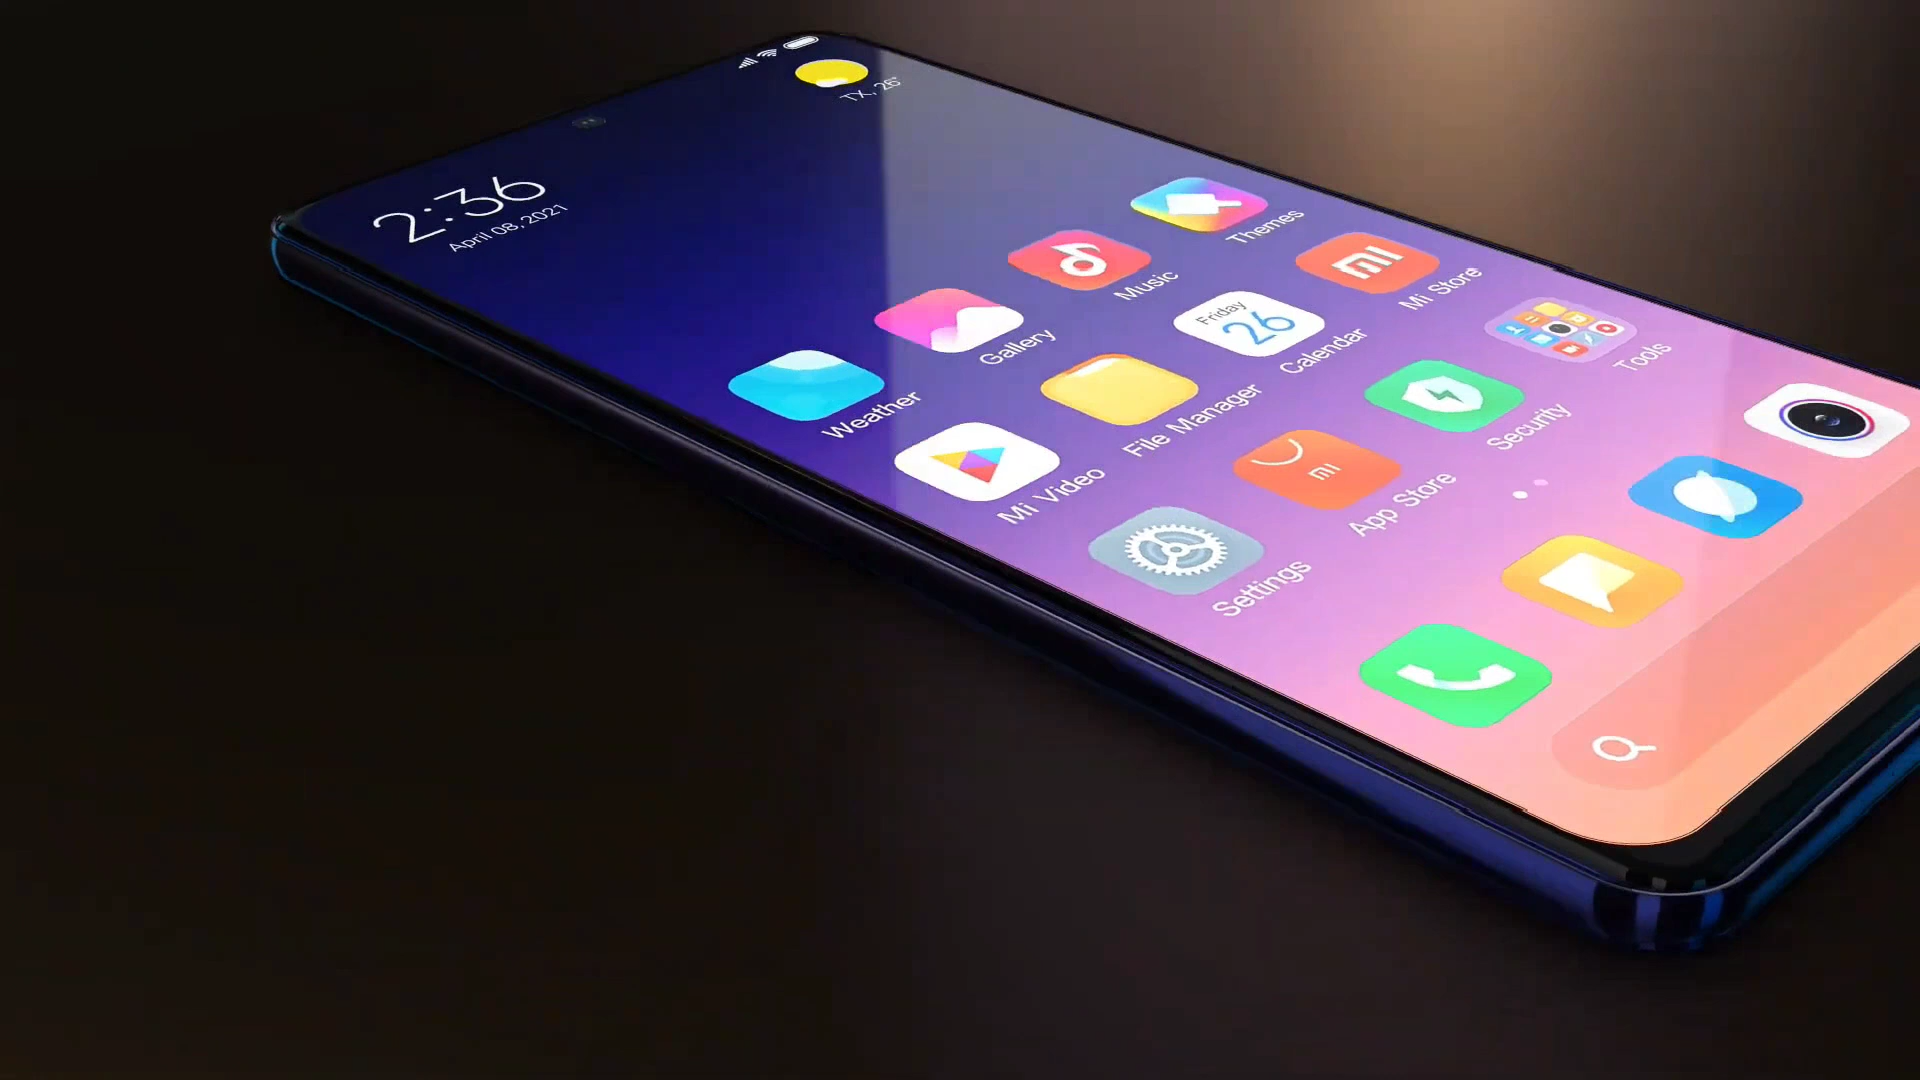 TX, 26°
2:36
April 08, 2021
Weather
Gallery
Music
Themes
Mi Video
File Manager
Friday
26
Calendar
mi
Mi Store
Settings
mi
App Store
Security
Tools